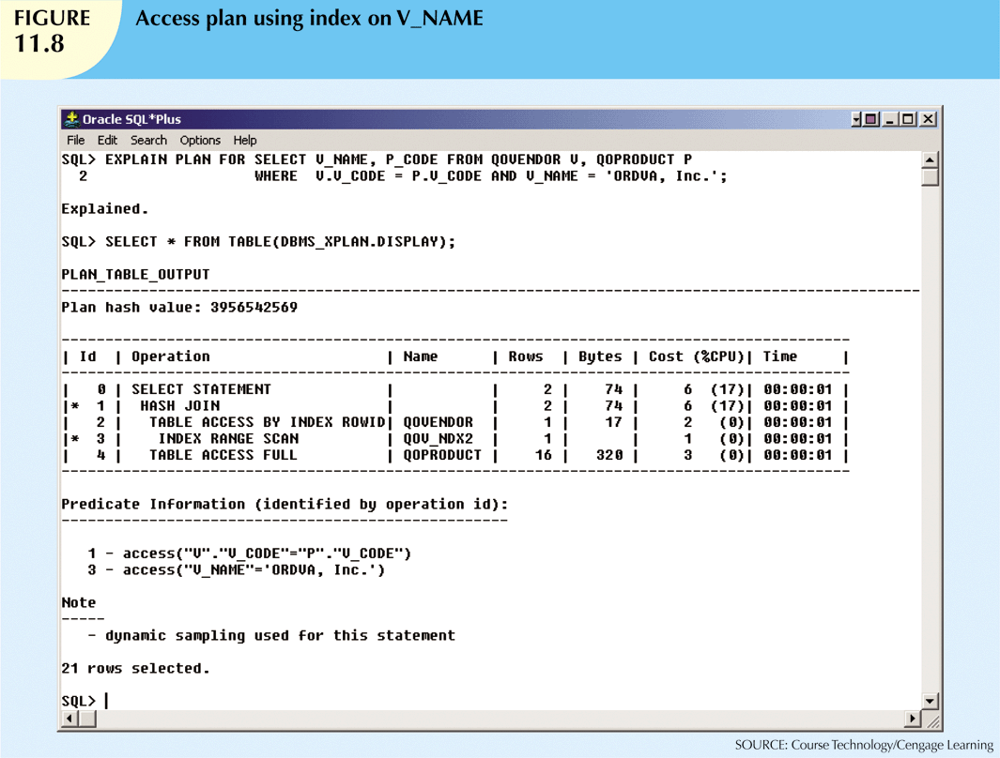 FIGURE 11.8
Access plan using index on V_NAME
Oracle SQL*Plus
File Edit Search Options Help
SQL> EXPLAIN PLAN FOR SELECT V_NAME, P_CODE FROM QOVENDOR V, QOPRODUCT P
  2                   WHERE  V.V_CODE = P.V_CODE AND V_NAME = 'ORDVA, Inc.';
Explained.
SQL> SELECT * FROM TABLE(DBMS_XPLAN.DISPLAY);
PLAN_TABLE_OUTPUT
--------------------------------------------------------------------------------------------------
Plan hash value: 3956542569
------------------------------------------------------------------------------------------
| Id  | Operation                    | Name      | Rows  | Bytes | Cost (%CPU)| Time     |
------------------------------------------------------------------------------------------
|   0 | SELECT STATEMENT             |           |     2 |    74 |     6  (17)| 00:00:01 |
|*  1 |  HASH JOIN                   |           |     2 |    74 |     6  (17)| 00:00:01 |
|   2 |   TABLE ACCESS BY INDEX ROWID| QOVENDOR  |     1 |    17 |     2   (0)| 00:00:01 |
|*  3 |    INDEX RANGE SCAN          | QOV_NDX2  |     1 |       |     1   (0)| 00:00:01 |
|   4 |   TABLE ACCESS FULL          | QOPRODUCT |    16 |   320 |     3   (0)| 00:00:01 |
------------------------------------------------------------------------------------------
Predicate Information (identified by operation id):
---------------------------------------------------
   1 - access("V"."V_CODE"="P"."V_CODE")
   3 - access("V_NAME"='ORDVA, Inc.')
Note
-----
   - dynamic sampling used for this statement
21 rows selected.
SQL>
SOURCE: Course Technology/Cengage Learning